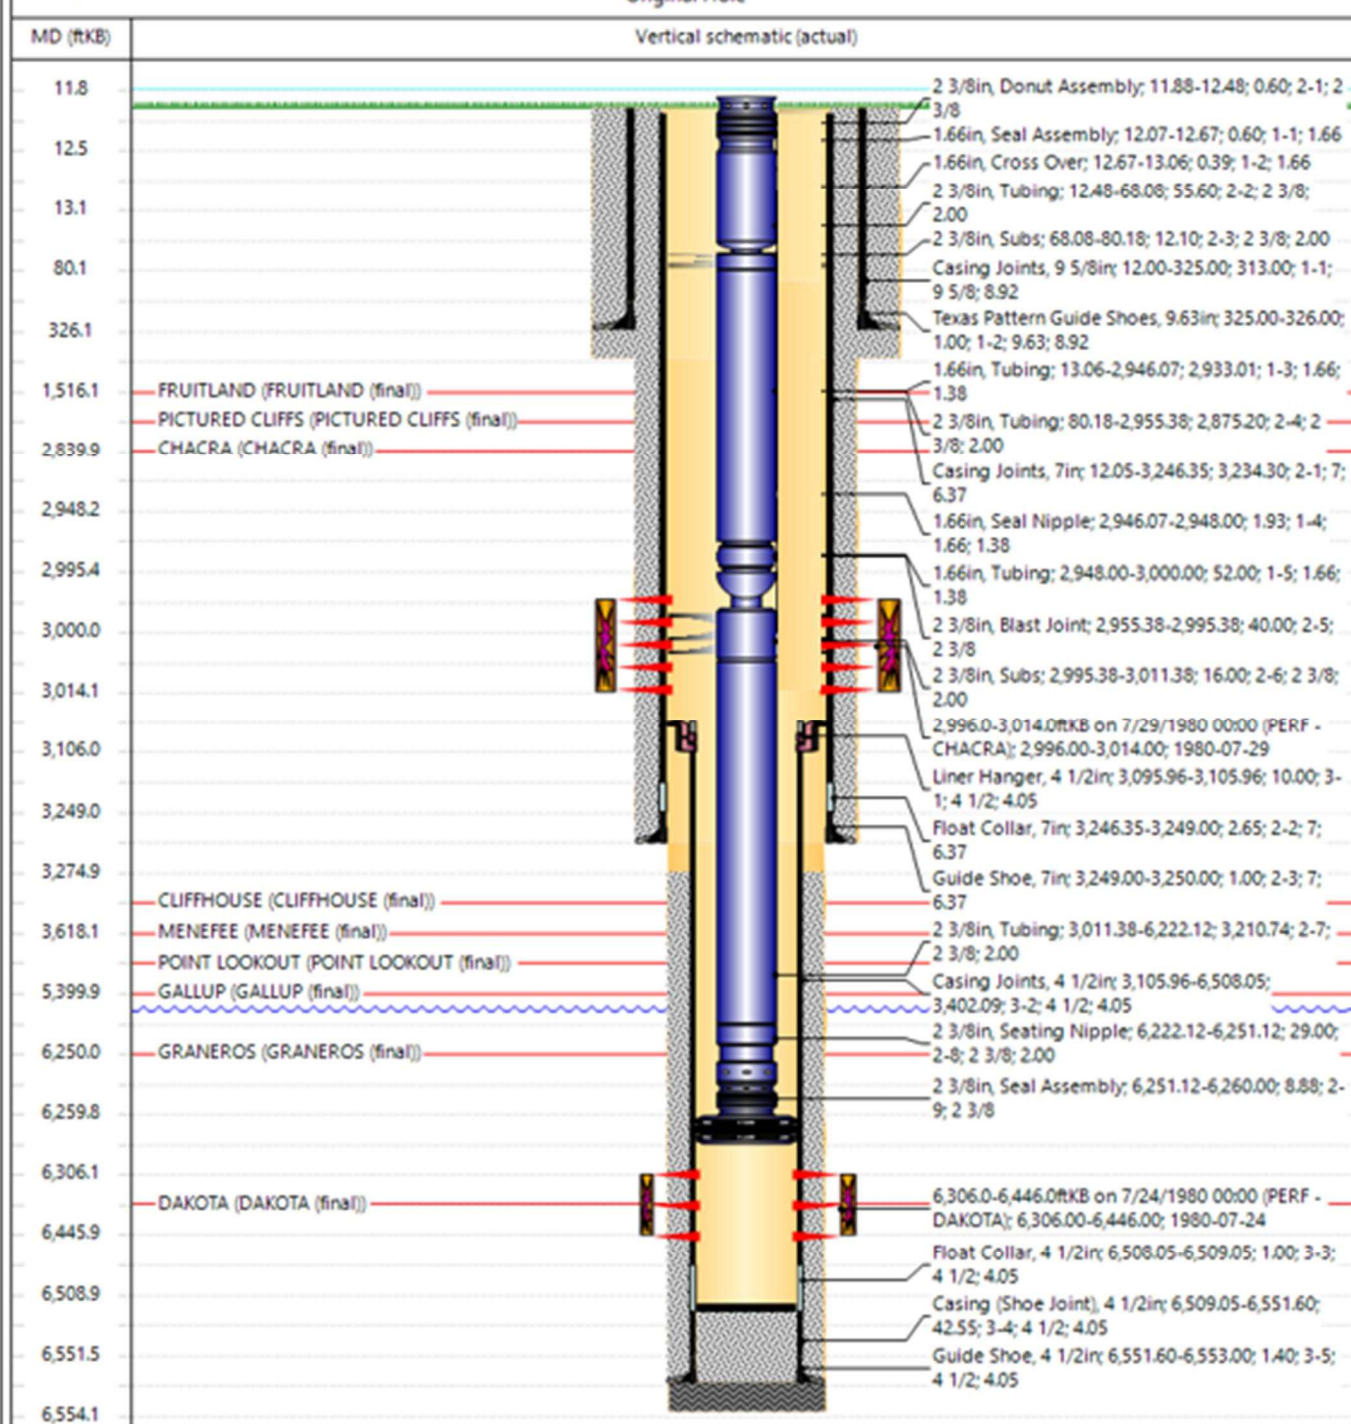 Original Hole
MD (ftKB)
Vertical schematic (actual)
11.8
12.5
13.1
80.1
326.1
1,516.1
2,839.9
2,948.2
2,995.4
3,000.0
3,014.1
3,106.0
3,249.0
3,274.9
3,618.1
5,399.9
6,250.0
6,259.8
6,306.1
6,445.9
6,508.9
6,551.5
6,554.1
FRUITLAND (FRUITLAND (final))
PICTURED CLIFFS (PICTURED CLIFFS (final))
CHACRA (CHACRA (final))
CLIFFHOUSE (CLIFFHOUSE (final))
MENEFEE (MENEFEE (final))
POINT LOOKOUT (POINT LOOKOUT (final))
GALLUP (GALLUP (final))
GRANEROS (GRANEROS (final))
DAKOTA (DAKOTA (final))
2 3/8in, Donut Assembly; 11.88-12.48; 0.60; 2-1; 2
3/8
1.66in, Seal Assembly; 12.07-12.67; 0.60; 1-1; 1.66
1.66in, Cross Over; 12.67-13.06; 0.39; 1-2; 1.66
2 3/8in, Tubing; 12.48-68.08; 55.60; 2-2; 2 3/8;
2.00
2 3/8in, Subs; 68.08-80.18; 12.10; 2-3; 2 3/8; 2.00
Casing Joints, 9 5/8in; 12.00-325.00; 313.00; 1-1;
9 5/8; 8.92
Texas Pattern Guide Shoes, 9.63in; 325.00-326.00;
1.00; 1-2; 9.63; 8.92
1.66in, Tubing; 13.06-2,946.07; 2,933.01; 1-3; 1.66;
1.38
2 3/8in, Tubing; 80.18-2,955.38; 2,875.20; 2-4; 2
3/8; 2.00
Casing Joints, 7in; 12.05-3,246.35; 3,234.30; 2-1; 7;
6.37
1.66in, Seal Nipple; 2,946.07-2,948.00; 1.93; 1-4;
1.66; 1.38
1.66in, Tubing; 2,948.00-3,000.00; 52.00; 1-5; 1.66;
1.38
2 3/8in, Blast Joint; 2,955.38-2,995.38; 40.00; 2-5;
2 3/8
2 3/8in, Subs; 2,995.38-3,011.38; 16.00; 2-6; 2 3/8;
2.00
2,996.0-3,014.0ftKB on 7/29/1980 00:00 (PERF -
CHACRA); 2,996.00-3,014.00; 1980-07-29
Liner Hanger, 4 1/2in; 3,095.96-3,105.96; 10.00; 3-
1; 4 1/2; 4.05
Float Collar, 7in; 3,246.35-3,249.00; 2.65; 2-2; 7;
6.37
Guide Shoe, 7in; 3,249.00-3,250.00; 1.00; 2-3; 7;
6.37
2 3/8in, Tubing; 3,011.38-6,222.12; 3,210.74; 2-7;
2 3/8; 2.00
Casing Joints, 4 1/2in; 3,105.96-6,508.05;
3,402.09; 3-2; 4 1/2; 4.05
2 3/8in, Seating Nipple; 6,222.12-6,251.12; 29.00;
2-8; 2 3/8; 2.00
2 3/8in, Seal Assembly; 6,251.12-6,260.00; 8.88; 2-
9; 2 3/8
6,306.0-6,446.0ftKB on 7/24/1980 00:00 (PERF -
DAKOTA); 6,306.00-6,446.00; 1980-07-24
Float Collar, 4 1/2in; 6,508.05-6,509.05; 1.00; 3-3;
4 1/2; 4.05
Casing (Shoe Joint), 4 1/2in; 6,509.05-6,551.60;
42.55; 3-4; 4 1/2; 4.05
Guide Shoe, 4 1/2in; 6,551.60-6,553.00; 1.40; 3-5;
4 1/2; 4.05